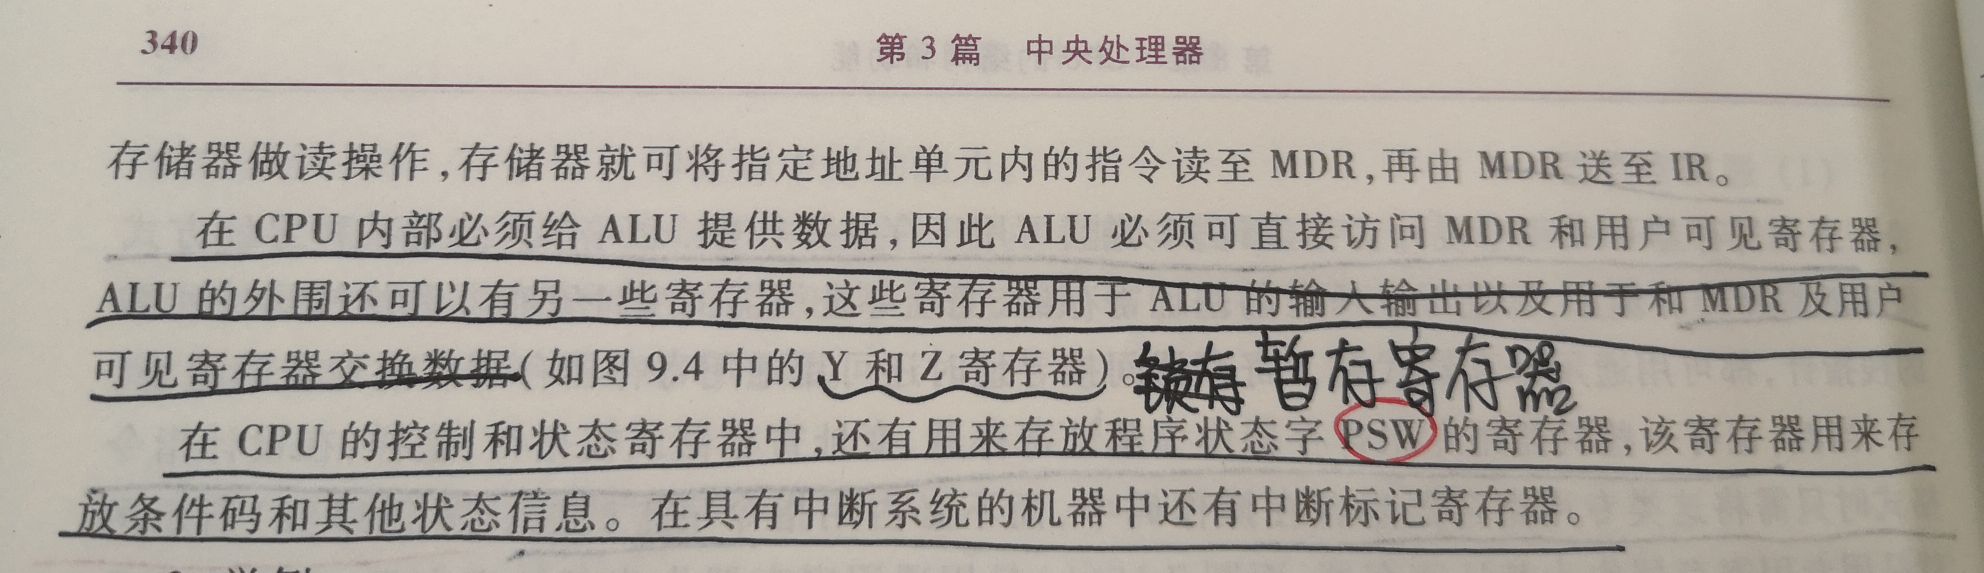 340
第3篇 中央处理器
存储器做读操作,存储器就可将指定地址单元内的指令读至 MDR,再由 MDR 送至 IR。
在 CPU 内部必须给 ALU 提供数据,因此 ALU 必须可直接访问 MDR 和用户可见寄存器,
ALU 的外围还可以有另一些寄存器,这些寄存器用于 ALU 的输入输出以及用于和 MDR 及用户
可见寄存器交换数据(如图 9.4 中的 Y 和 Z 寄存器)。 暂存寄存器
在 CPU 的控制和状态寄存器中,还有用来存放程序状态字 PSW 的寄存器,该寄存器用来存
放条件码和其他状态信息。在具有中断系统的机器中还有中断标记寄存器。